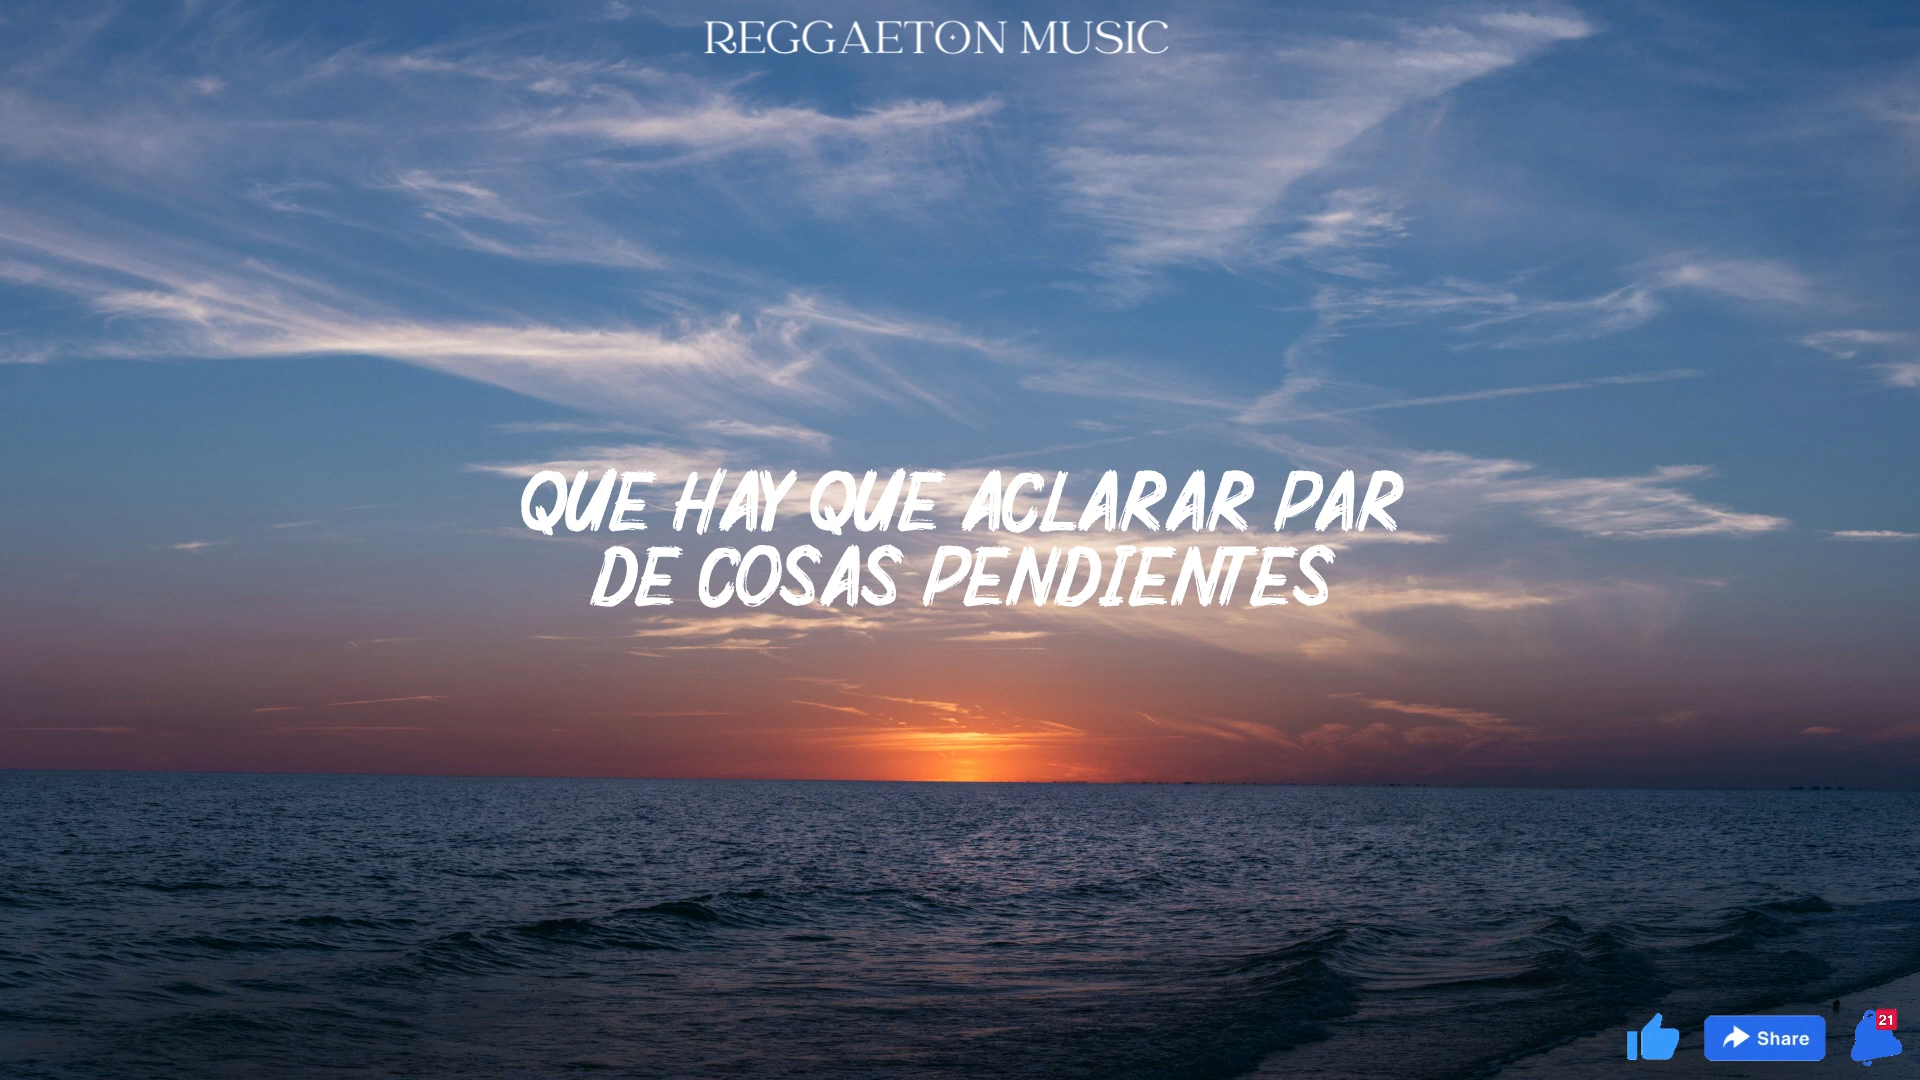 REGGAETON MUSIC
QUE HAY QUE ACLARAR PAR
DE COSAS PENDIENTES
Share
21